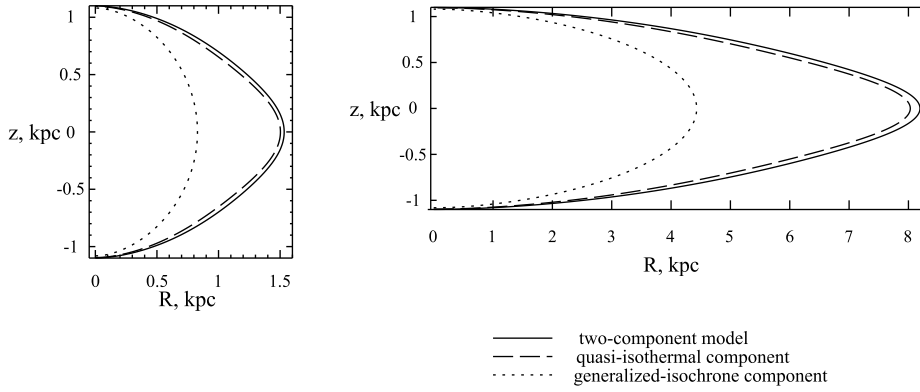 1
0.5
z, kpc 0
-0.5
-1
0 0.5 1 1.5
R, kpc
1
0.5
z, kpc 0
-0.5
-1
0 1 2 3 4 5 6 7 8
R, kpc
two-component model
quasi-isothermal component
generalized-isochrone component